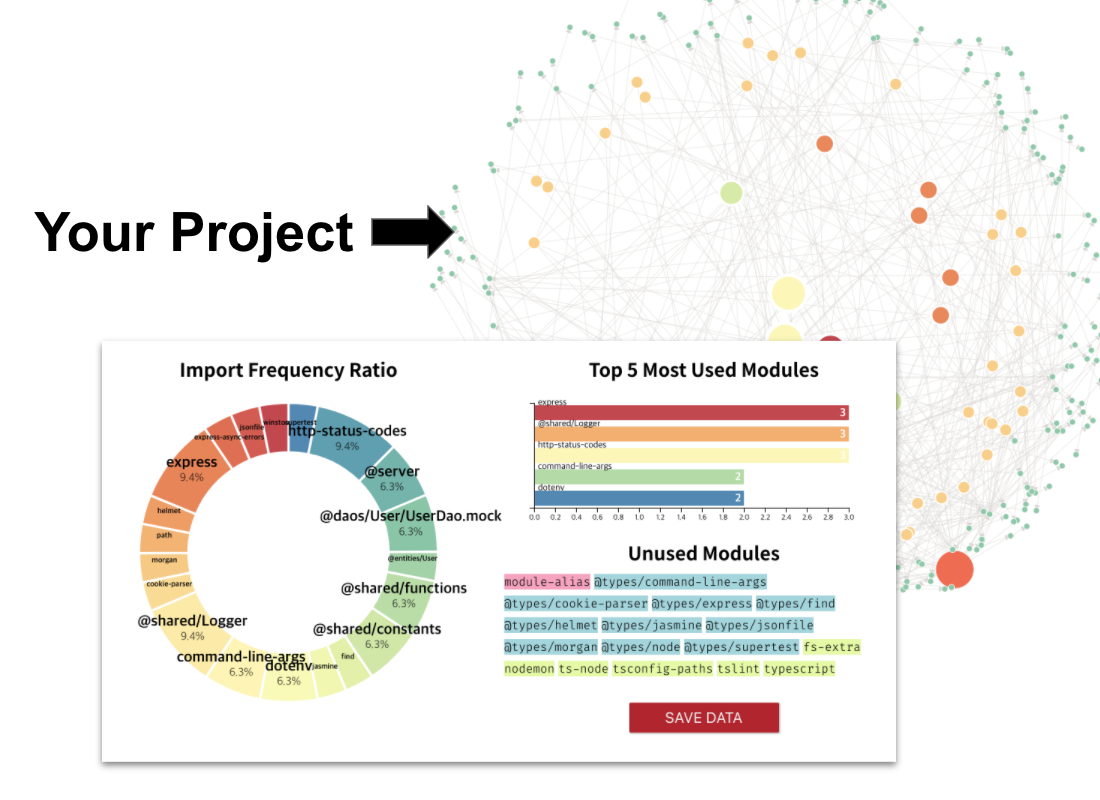 Your Project
Import Frequency Ratio
winston
supertest
http-status-codes
9.4%
jsonfile
express-async-errors
@server
6.3%
express
9.4%
@daos/User/UserDao.mock
6.3%
helmet
path
@entities/User
morgan
cookie-parser
@shared/functions
6.3%
@shared/Logger
9.4%
@shared/constants
6.3%
command-line-args
6.3%
dotenv
6.3%
jasmine
find
Top 5 Most Used Modules
express
3
@shared/Logger
3
http-status-codes
3
command-line-args
2
dotenv
2
0.0 0.2 0.4 0.6 0.8 1.0 1.2 1.4 1.6 1.8 2.0 2.2 2.4 2.6 2.8 3.0
Unused Modules
module-alias @types/command-line-args
@types/cookie-parser @types/express @types/find
@types/helmet @types/jasmine @types/jsonfile
@types/morgan @types/node @types/supertest fs-extra
nodemon ts-node tsconfig-paths tslint typescript
SAVE DATA